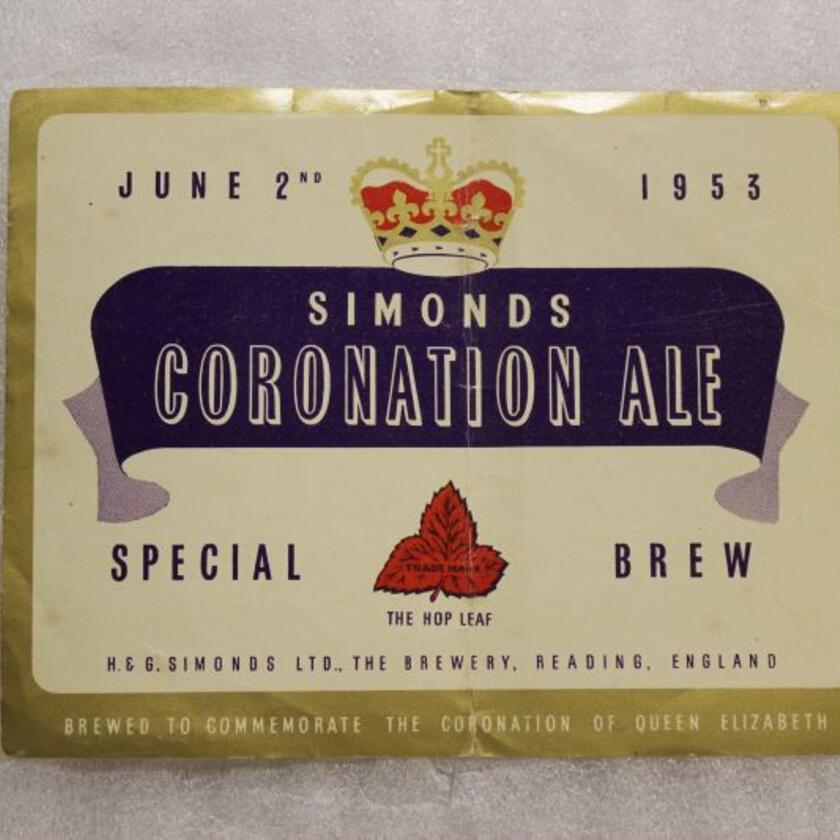 JUNE 2ND 1953
SIMONDS
CORONATION ALE
SPECIAL BREW
TRADE MARK
THE HOP LEAF
H. & G. SIMONDS LTD., THE BREWERY, READING, ENGLAND
BREWED TO COMMEMORATE THE CORONATION OF QUEEN ELIZABETH